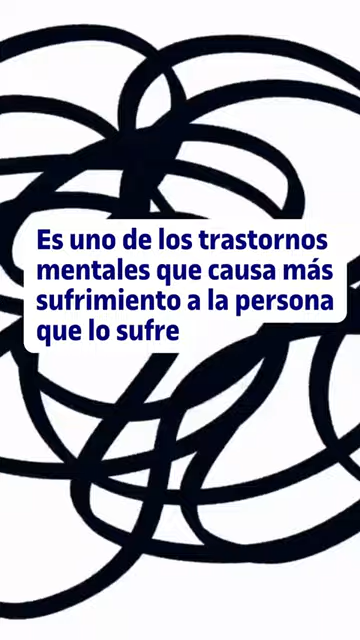 Es uno de los trastornos
mentales que causa más
sufrimiento a la persona
que lo sufre